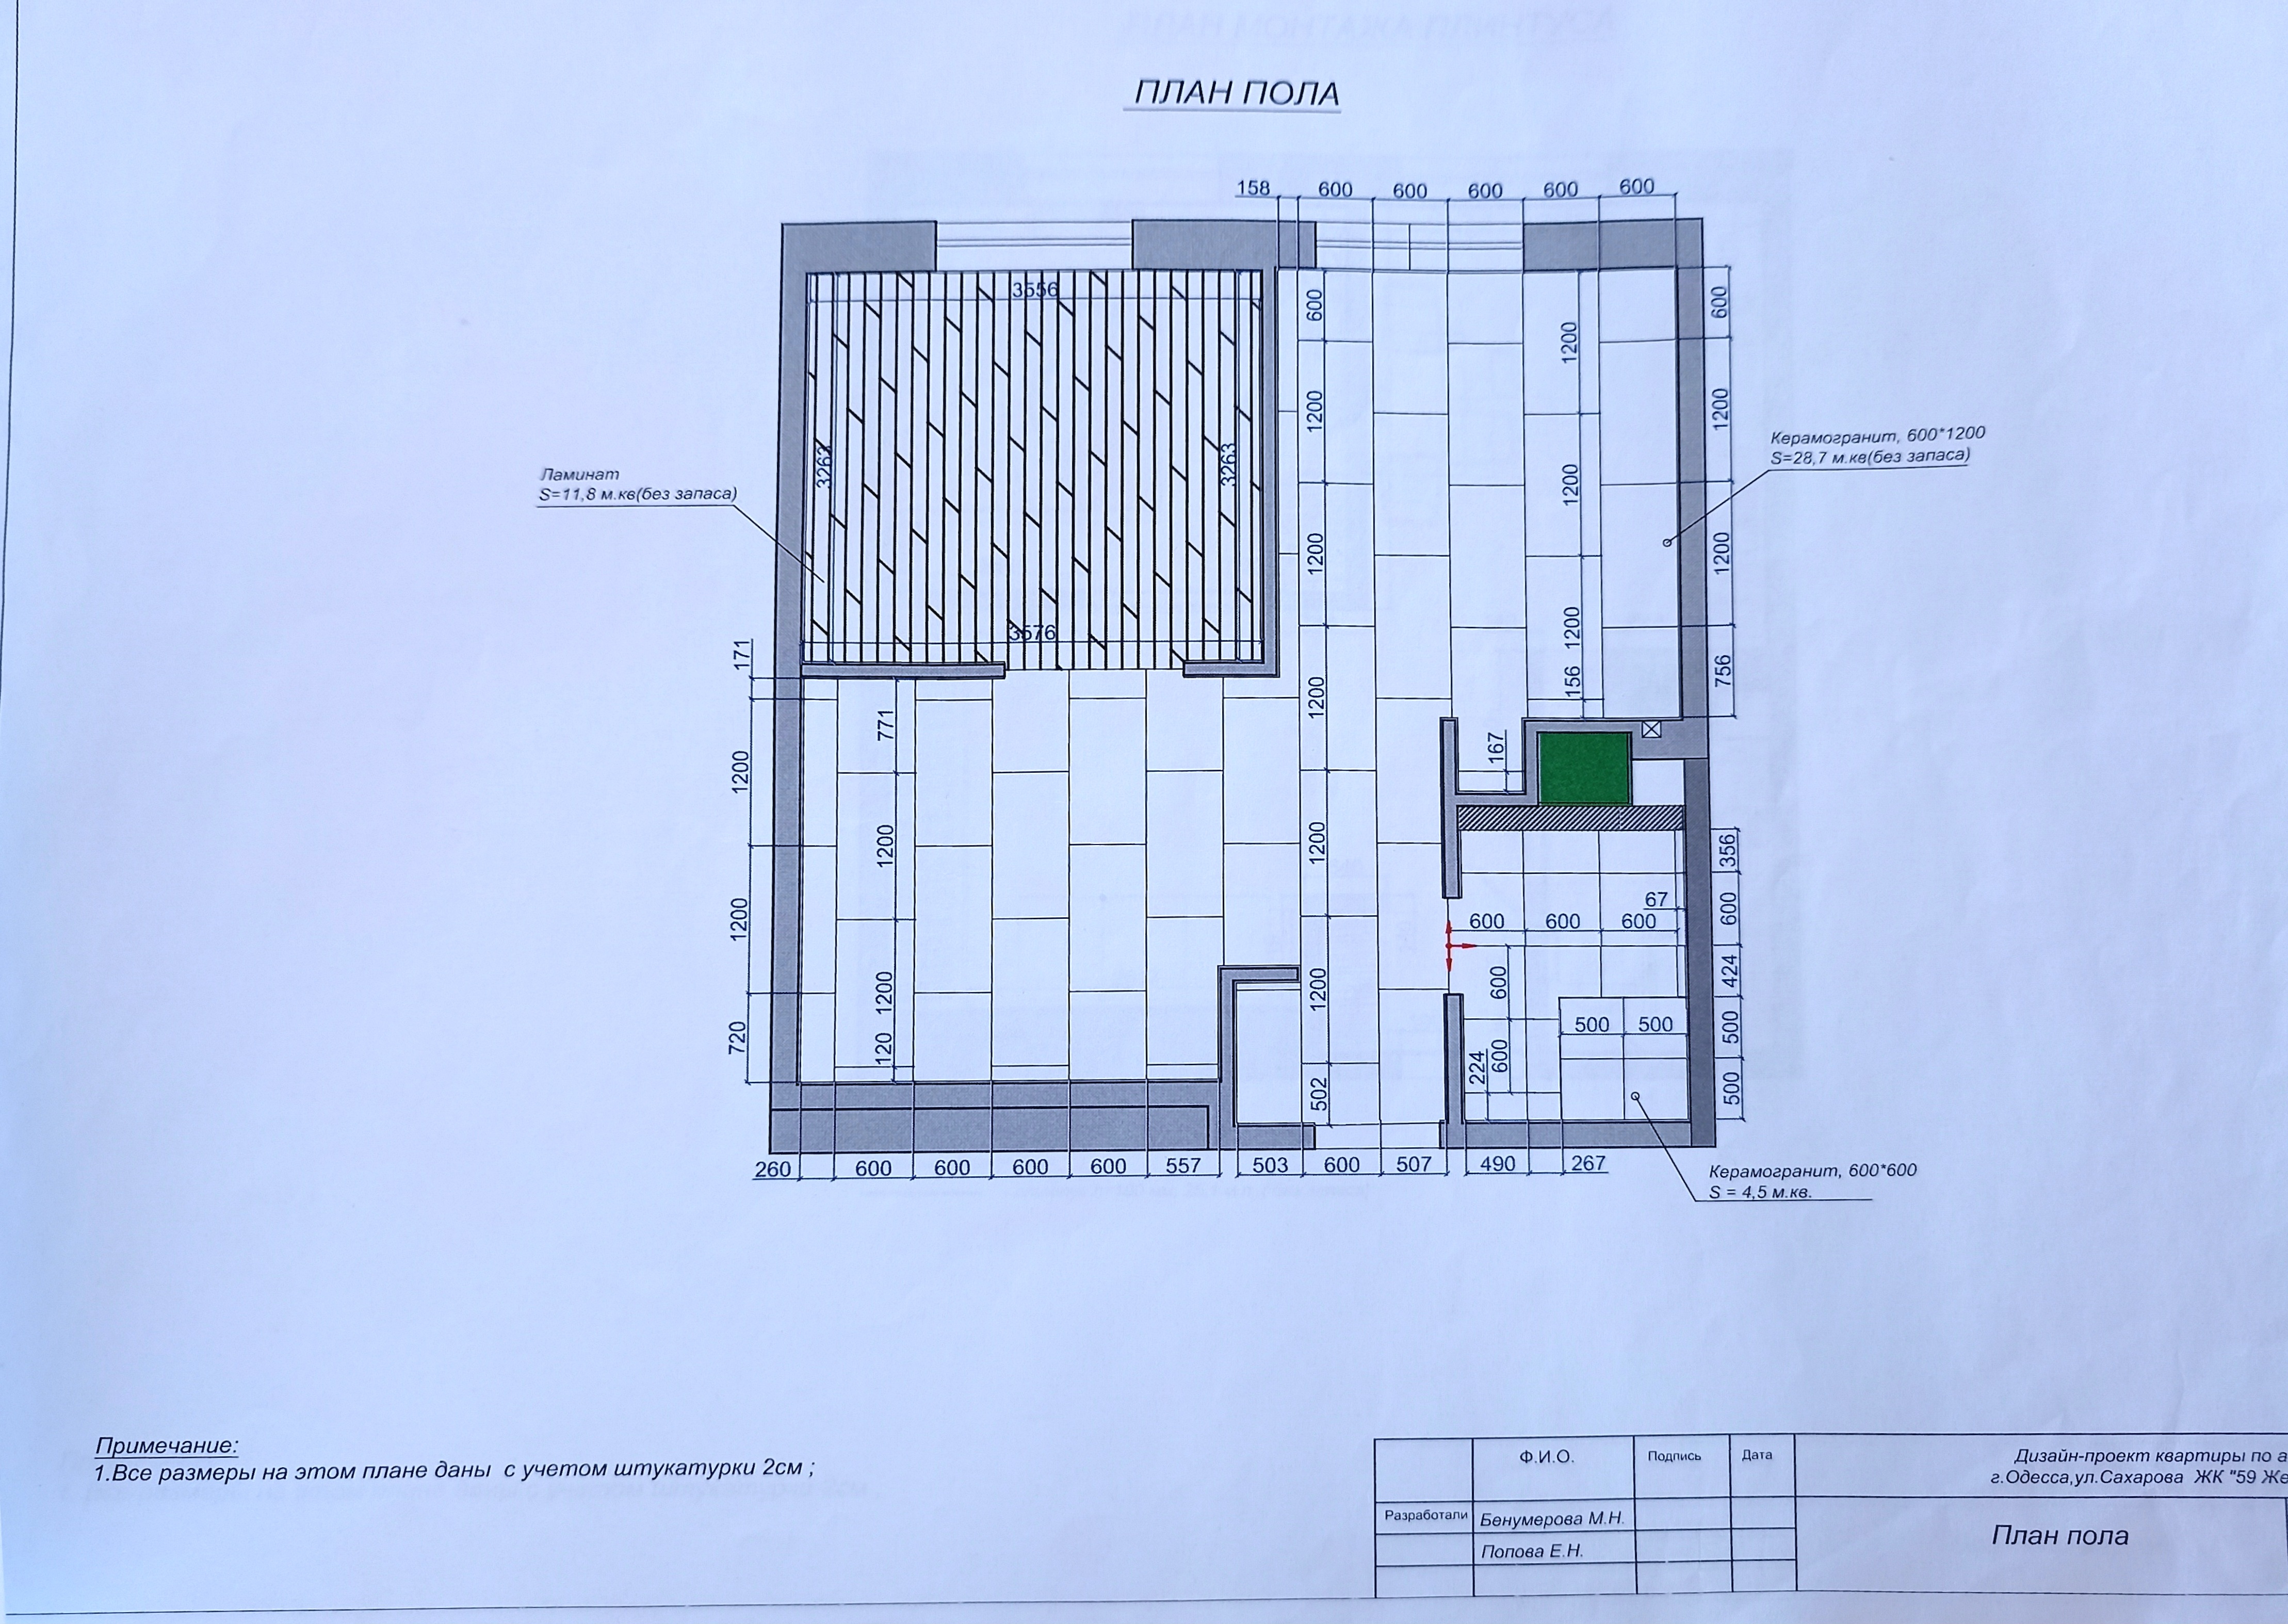 ПЛАН ПОЛА
158 600 600 600 600 600
3556
600
1200
600
1200
1200
Керамогранит, 600*1200
S=28,7 м.кв(без запаса)
Ламинат
S=11,8 м.кв(без запаса)
3263
3263
1200
1200
1200
3576
1200
171
156
756
1200
771
167
1200
1200
1200
356
67
600
600 600 600
1200
1200
1200
600
424
720
120
502
224
600
500 500
500
500
260 600 600 600 600 557 503 600 507 490 267
Керамогранит, 600*600
S = 4,5 м.кв.
Примечание:
1.Все размеры на этом плане даны с учетом штукатурки 2см ;
Ф.И.О. Подпись Дата
Дизайн-проект квартиры по а
г.Одесса,ул.Сахарова ЖК "59 Же
Разработали Бенумерова М.Н.
План пола
Попова Е.Н.